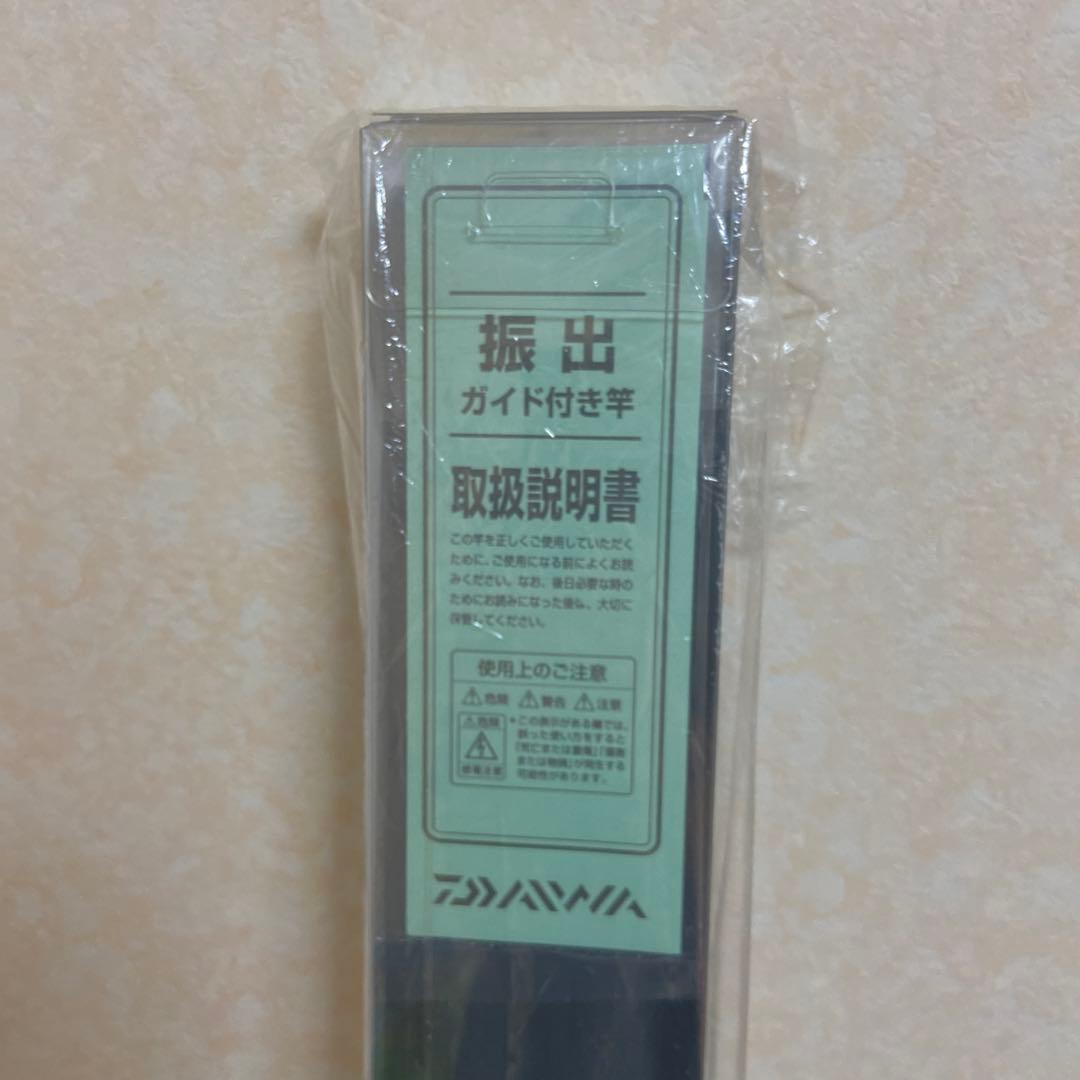 振出
ガイド付き竿
取扱説明書
この竿を正しくご使用していただく
ために、ご使用になる前によくお読
みください。なお、後日必要な時の
ためにお読みになった後も、大切に
保管してください。
使用上のご注意
⚠危険 ⚠警告 ⚠注意
⚠危険
感電注意
•この表示がある欄では、
誤った使い方をすると
「死亡または重傷」「傷害
または物損」が発生する
可能性があります。
DAIWA